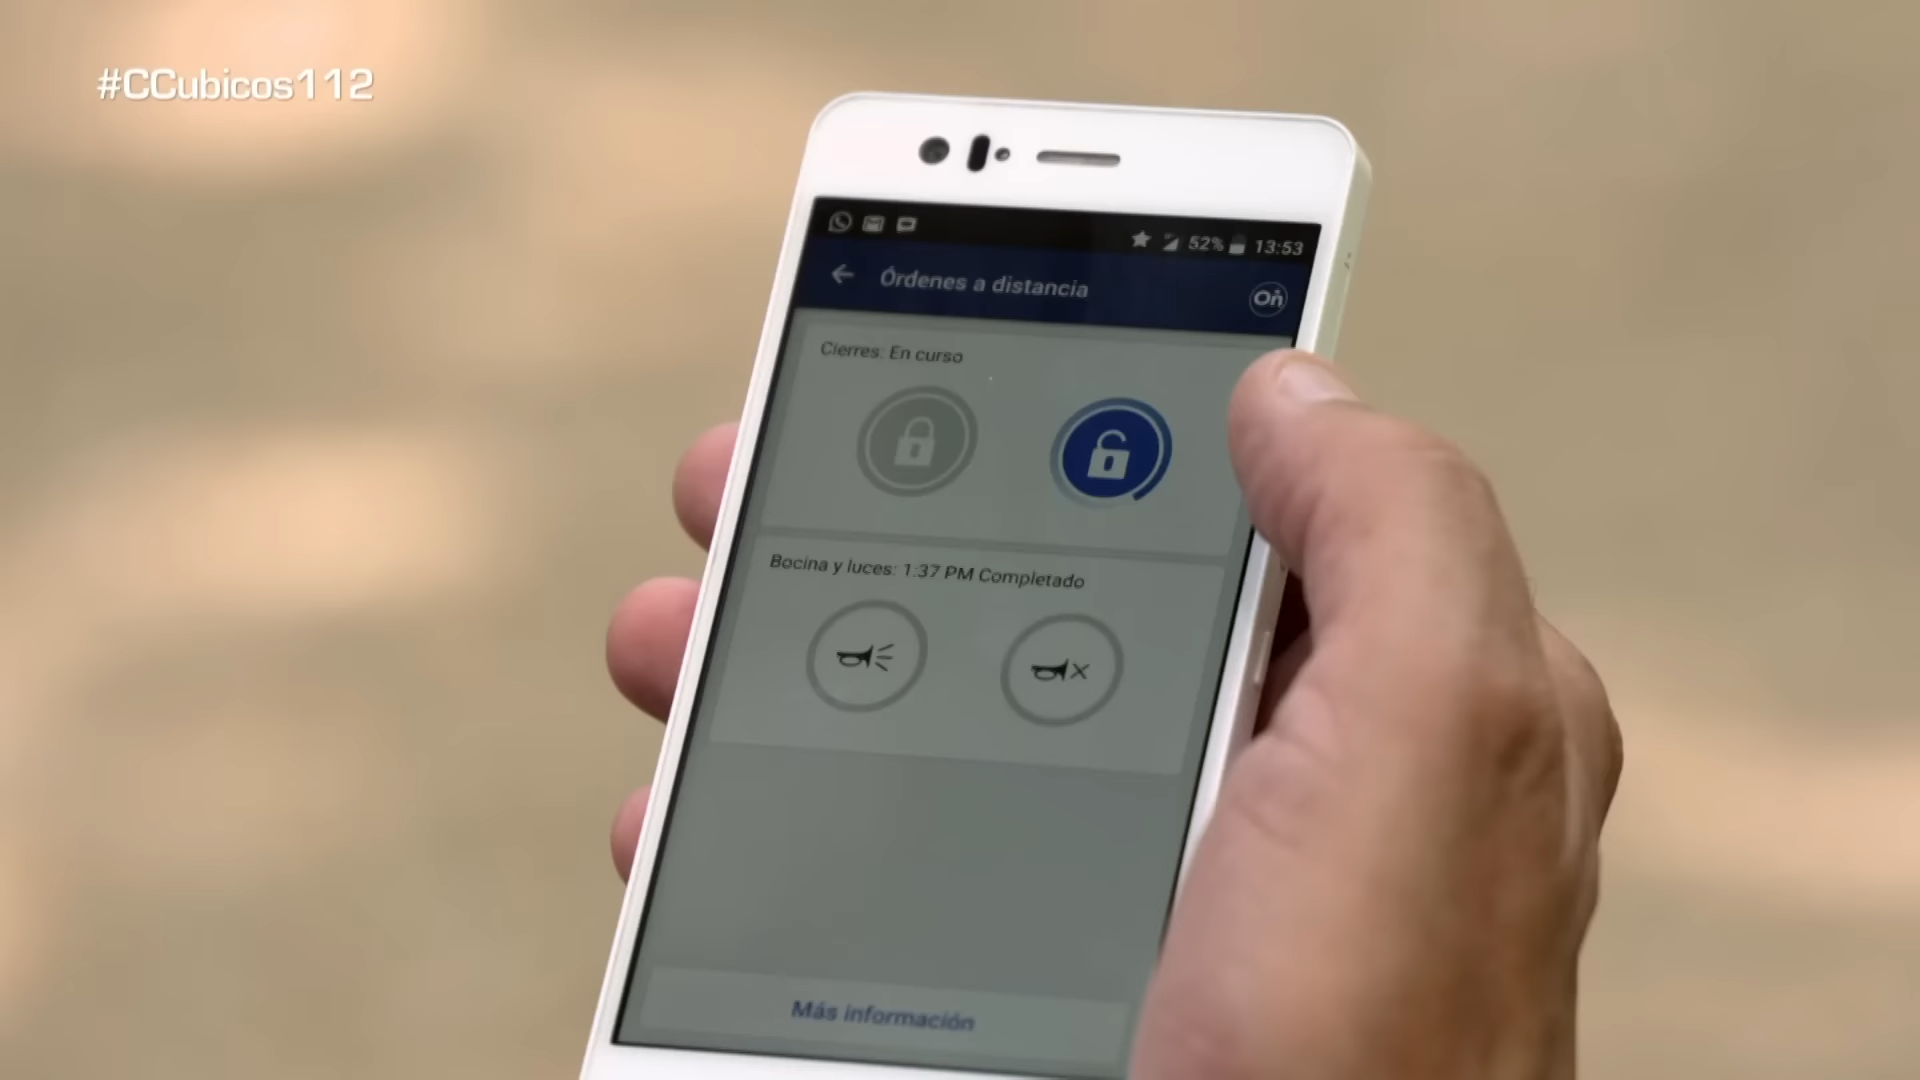 #CCubicos112
52% 13:53
Órdenes a distancia
On
Cierres: En curso
Bocina y luces: 1:37 PM Completado
Más información